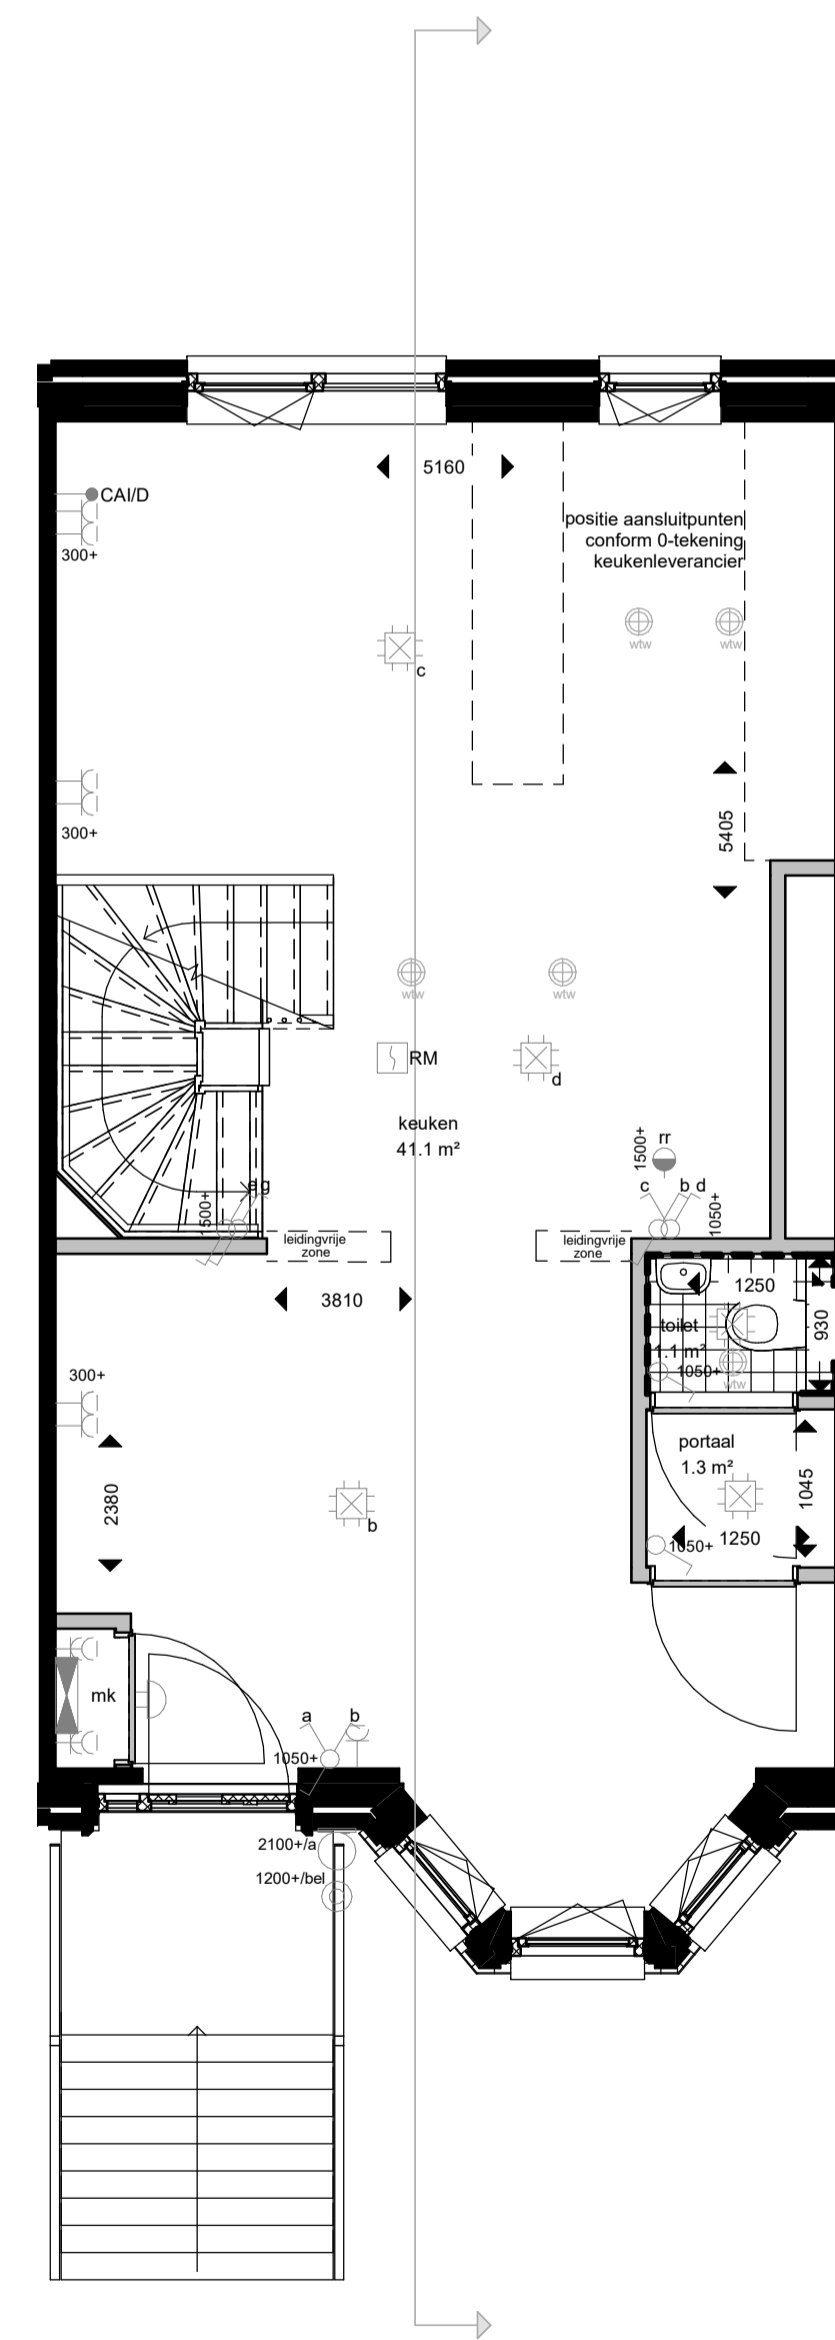 5160
CAI/D
300+
positie aansluitpunten
conform 0-tekening
keukenleverancier
wtw
wtw
c
5405
300+
wtw
wtw
RM
d
keuken
41.1 m²
1500+
rr
c
b d
1050+
g
leidingvrije
zone
leidingvrije
zone
3810
1250
930
toilet
1.1 m²
1050+
wtw
300+
portaal
1.3 m²
1045
2380
b
1050+
1250
mk
a
b
1050+
2100+/a
1200+/bel
C